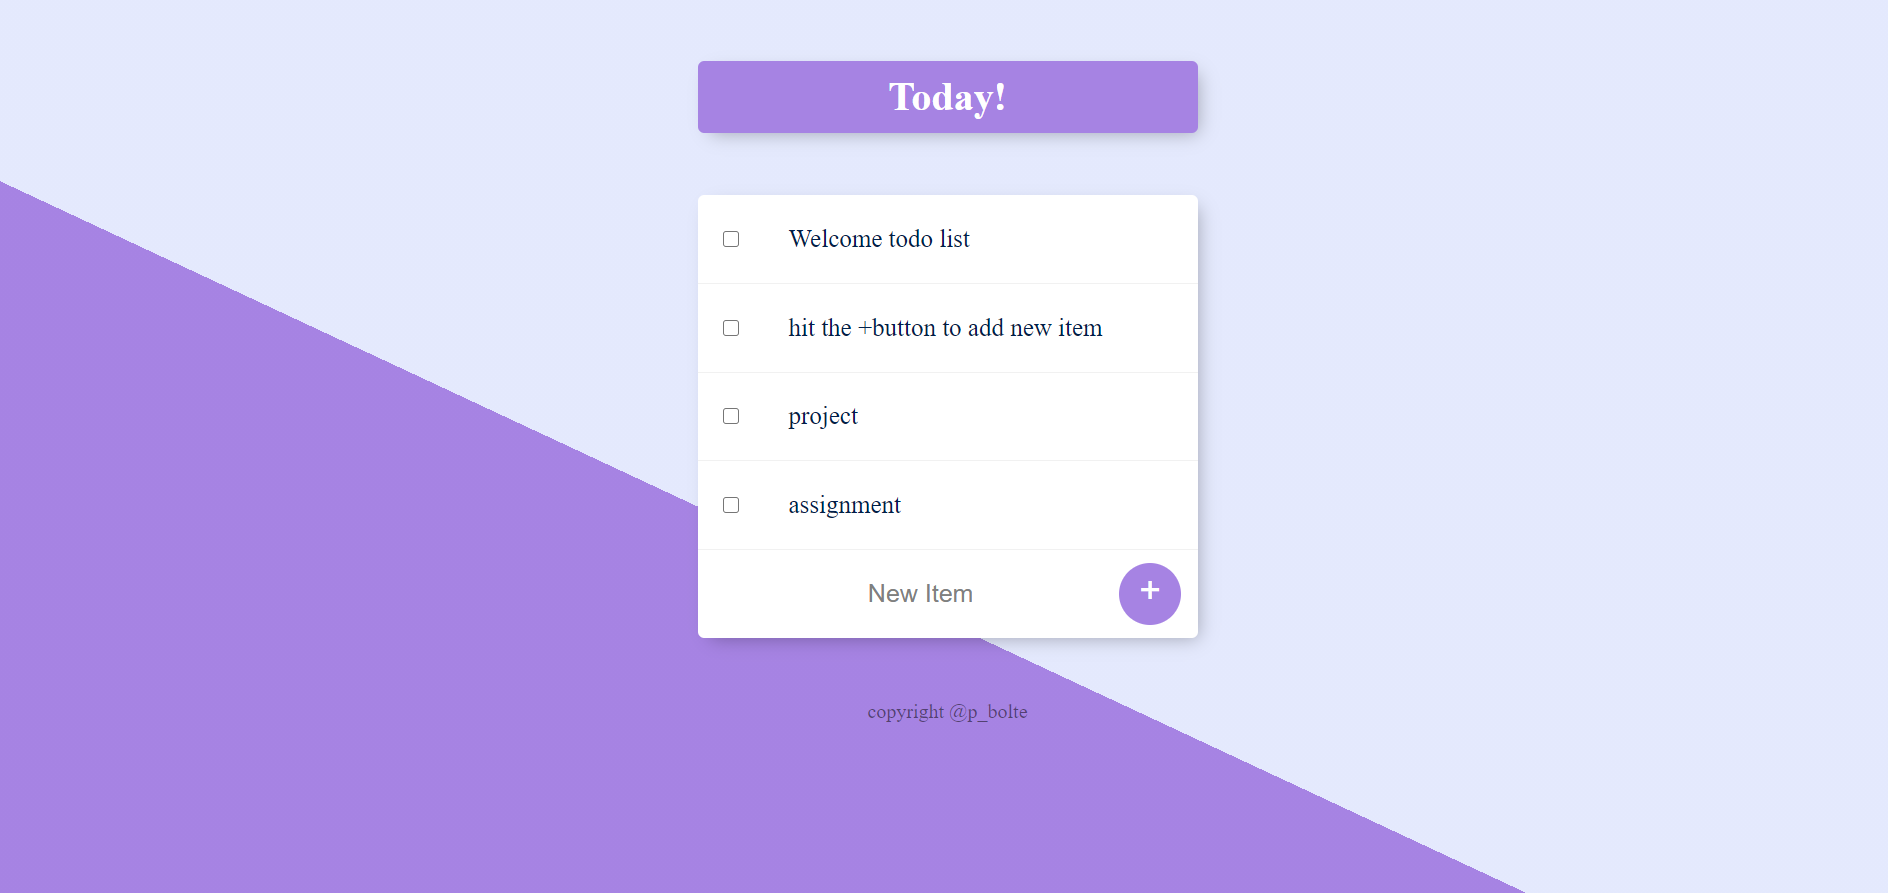 Today!
Welcome todo list
hit the +button to add new item
project
assignment
New Item
+
copyright @p_bolte